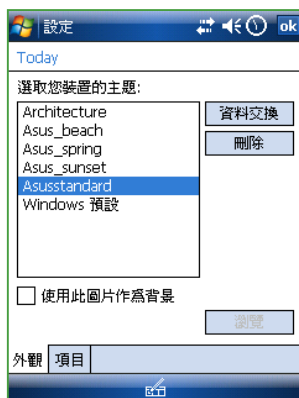 設定
ok
Today
選取您裝置的主題:
Architecture
資料交換
Asus_beach
刪除
Asus_spring
Asus_sunset
Asusstandard
Windows 預設
使用此圖片作為背景
瀏覽
外觀 項目